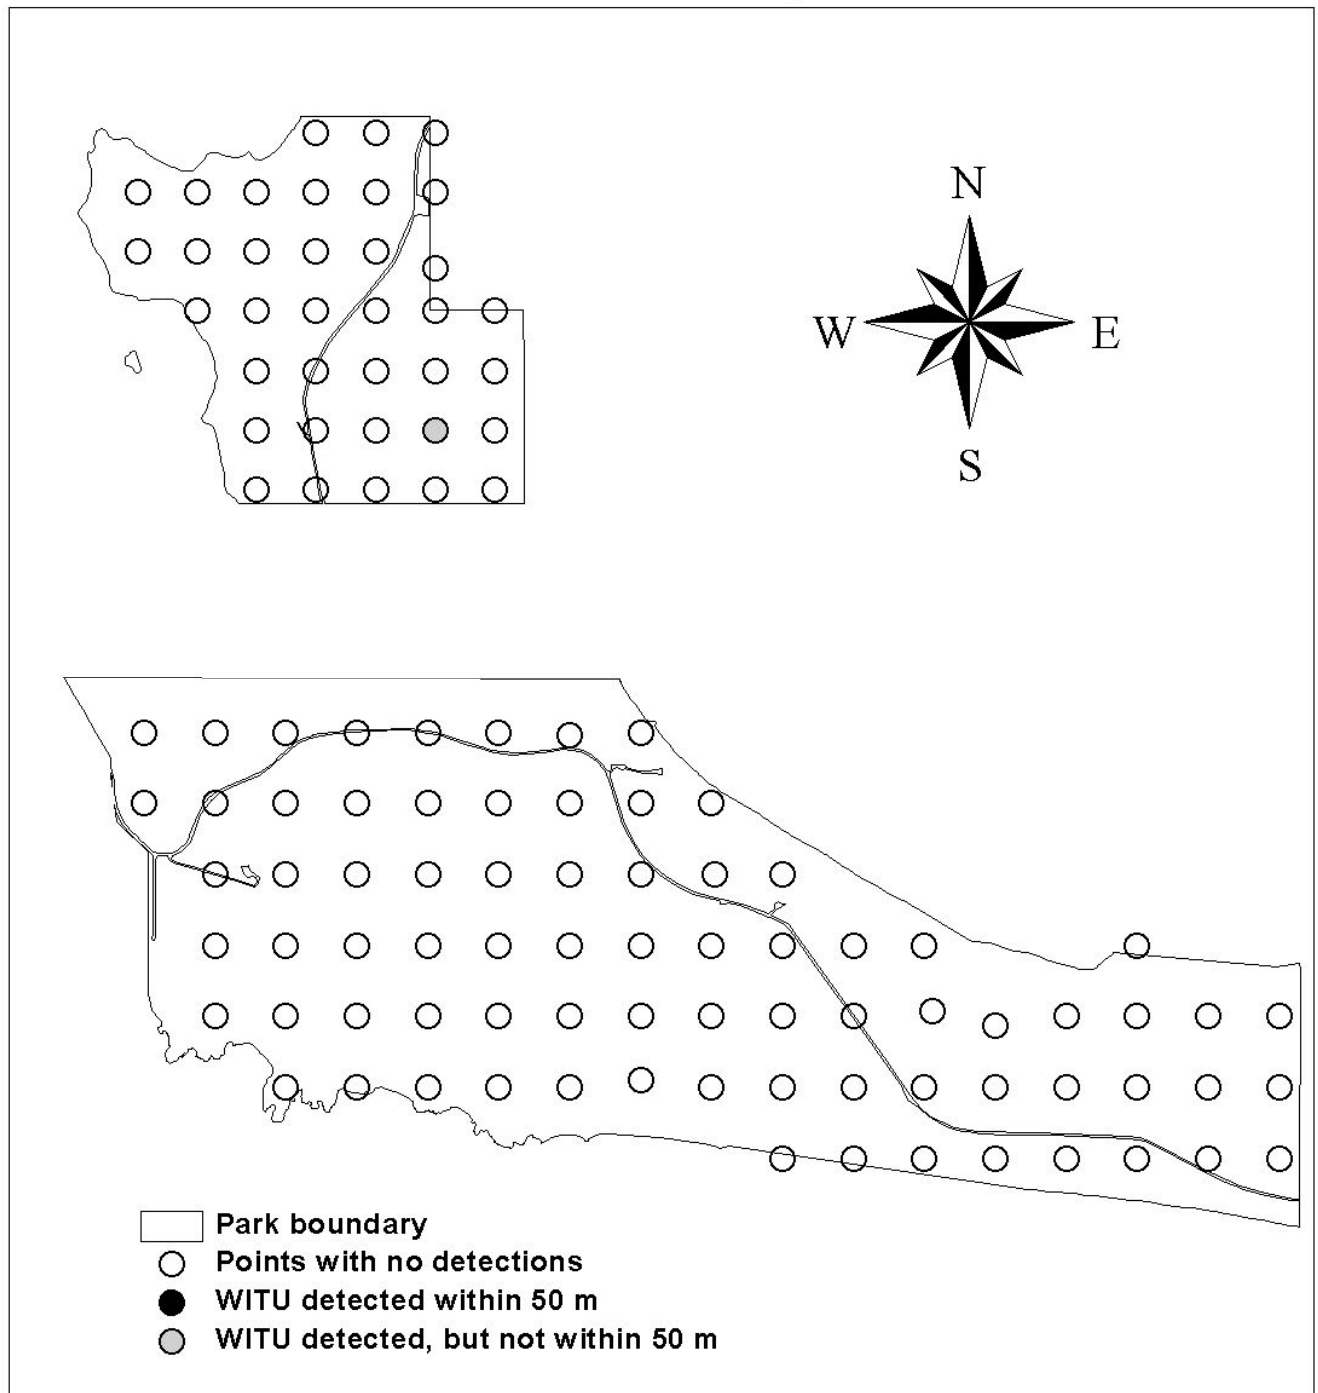 N
W E
S
Park boundary
Points with no detections
WITU detected within 50 m
WITU detected, but not within 50 m